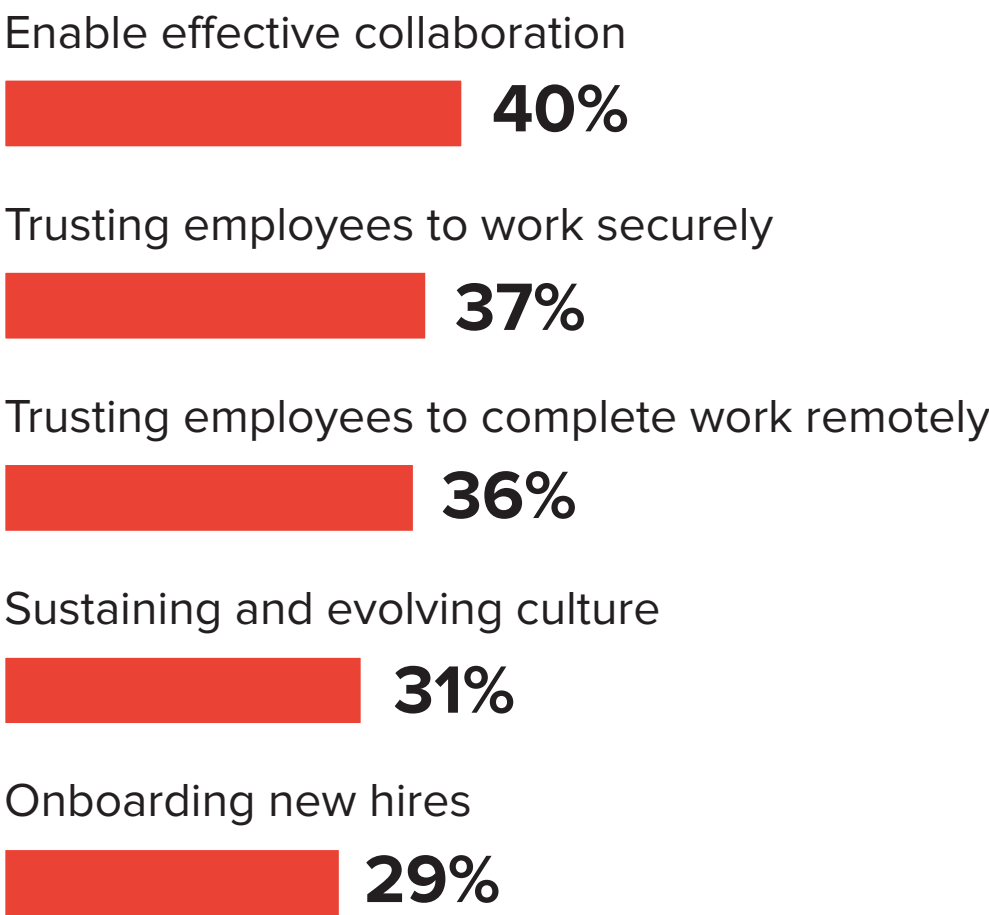 Enable effective collaboration
40%
Trusting employees to work securely
37%
Trusting employees to complete work remotely
36%
Sustaining and evolving culture
31%
Onboarding new hires
29%